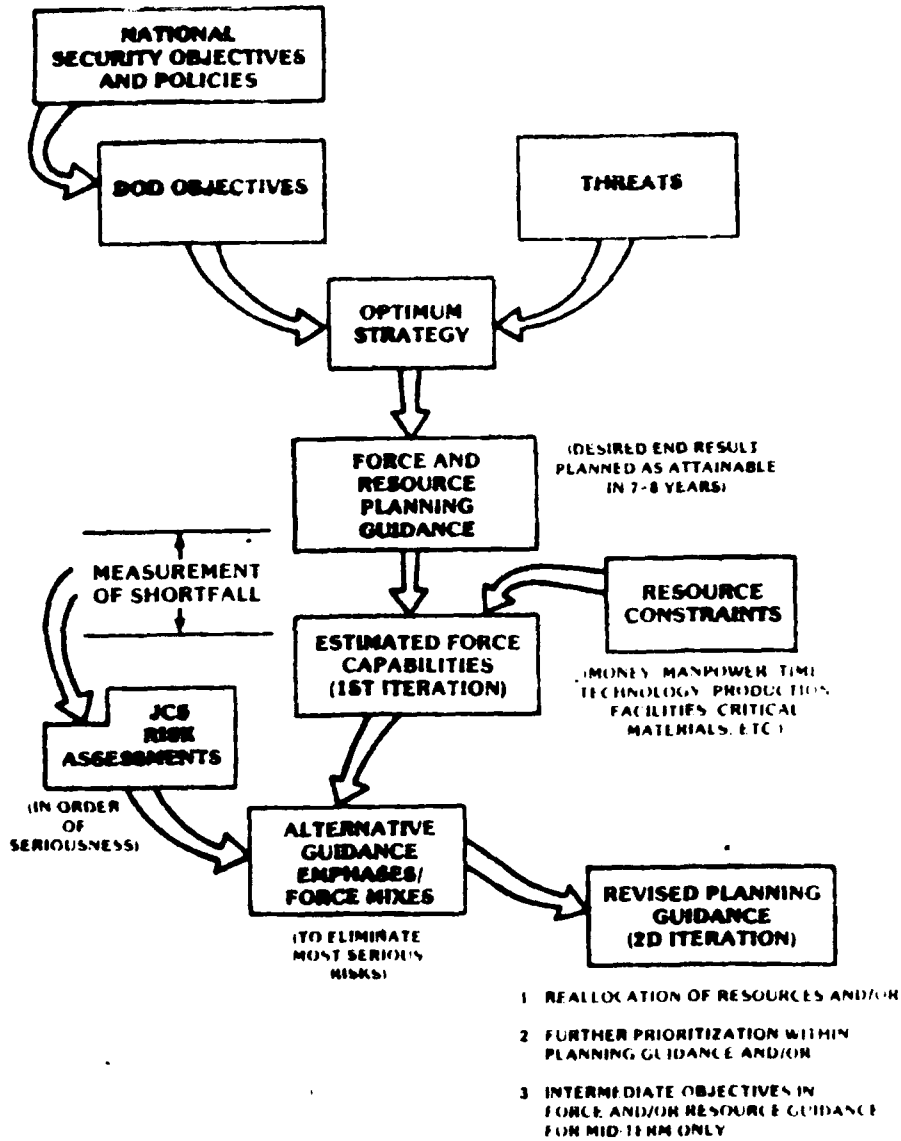 NATIONAL
SECURITY OBJECTIVES
AND POLICIES
DOD OBJECTIVES
THREATS
OPTIMUM
STRATEGY
FORCE AND
RESOURCE
PLANNING
GUIDANCE
(DESIRED END RESULT
PLANNED AS ATTAINABLE
IN 7-8 YEARS)
MEASUREMENT
OF SHORTFALL
RESOURCE
CONSTRAINTS
(MONEY, MANPOWER, TIME
TECHNOLOGY, PRODUCTION
FACILITIES, CRITICAL
MATERIALS, ETC.)
ESTIMATED FORCE
CAPABILITIES
(1ST ITERATION)
JCS
RISK
ASSESSMENTS
(IN ORDER
OF
SERIOUSNESS)
ALTERNATIVE
GUIDANCE
EMPHASES/
FORCE MIXES
(TO ELIMINATE
MOST SERIOUS
RISKS)
REVISED PLANNING
GUIDANCE
(2D ITERATION)
1 REALLOCATION OF RESOURCES AND/OR
2 FURTHER PRIORITIZATION WITHIN
PLANNING GUIDANCE AND/OR
3 INTERMEDIATE OBJECTIVES IN
FORCE AND/OR RESOURCE GUIDANCE
FOR MID-TERM ONLY